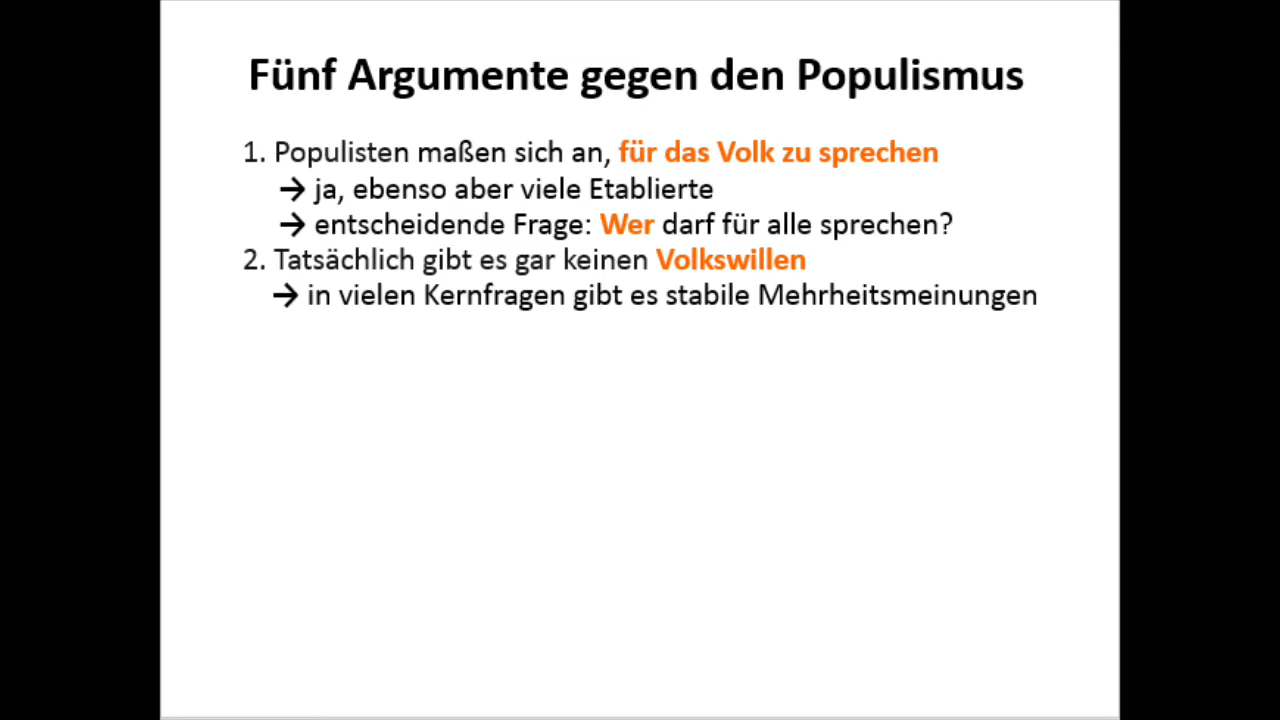 Fünf Argumente gegen den Populismus
1. Populisten maßen sich an, für das Volk zu sprechen
→ ja, ebenso aber viele Etablierte
→ entscheidende Frage: Wer darf für alle sprechen?
2. Tatsächlich gibt es gar keinen Volkswillen
→ in vielen Kernfragen gibt es stabile Mehrheitsmeinungen